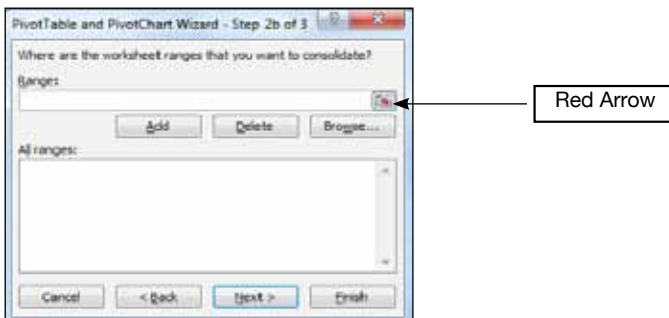 PivotTable and PivotChart Wizard - Step 2b of 3
Where are the worksheet ranges that you want to consolidate?
Range:
Red Arrow
Add Delete Browse...
All ranges:
Cancel < Back Next > Finish